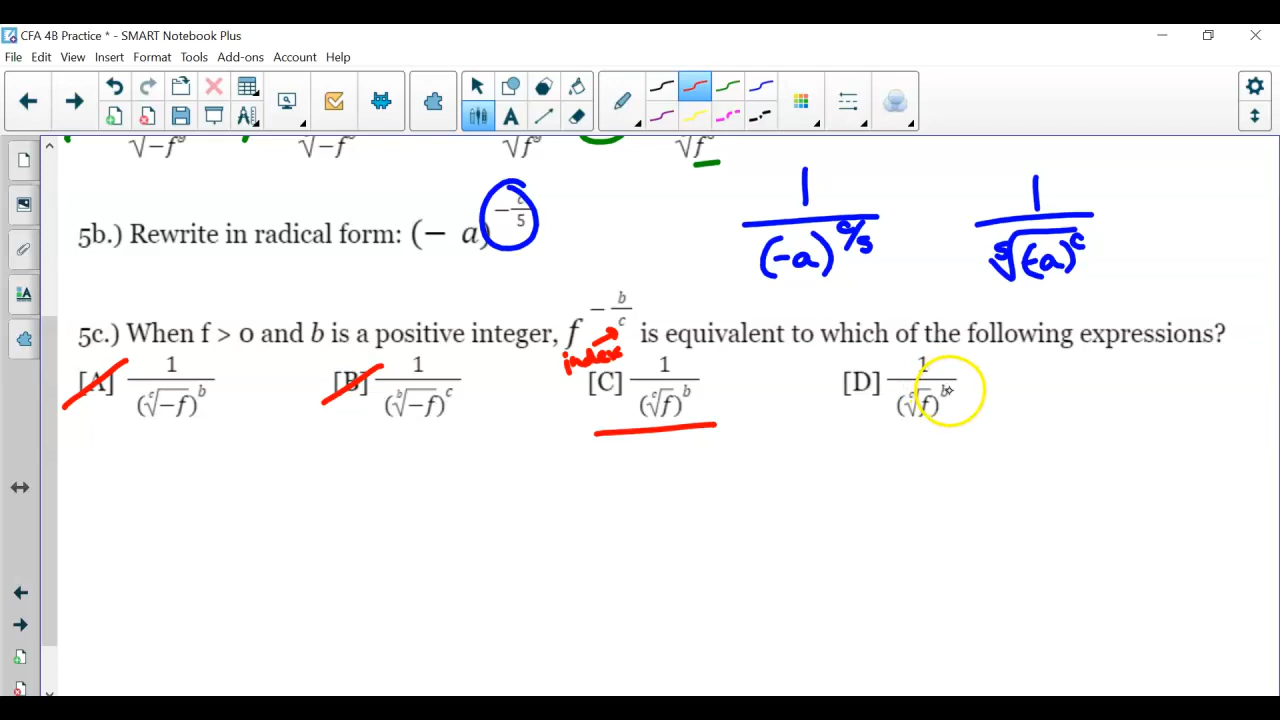 CFA 4B Practice * - SMART Notebook Plus
File Edit View Insert Format Tools Add-ons Account Help
5b.) Rewrite in radical form: (− a)^{−c/5}
1/(-a)^{c/5}
1/⁵√(-a)^c
5c.) When f > 0 and b is a positive integer, f^{−b/c} is equivalent to which of the following expressions?
index
[A] 1/(ᶜ√−f)^b [B] 1/(ᵇ√−f)^c [C] 1/(ᶜ√f)^b [D] 1/(ᶜ√f)^b